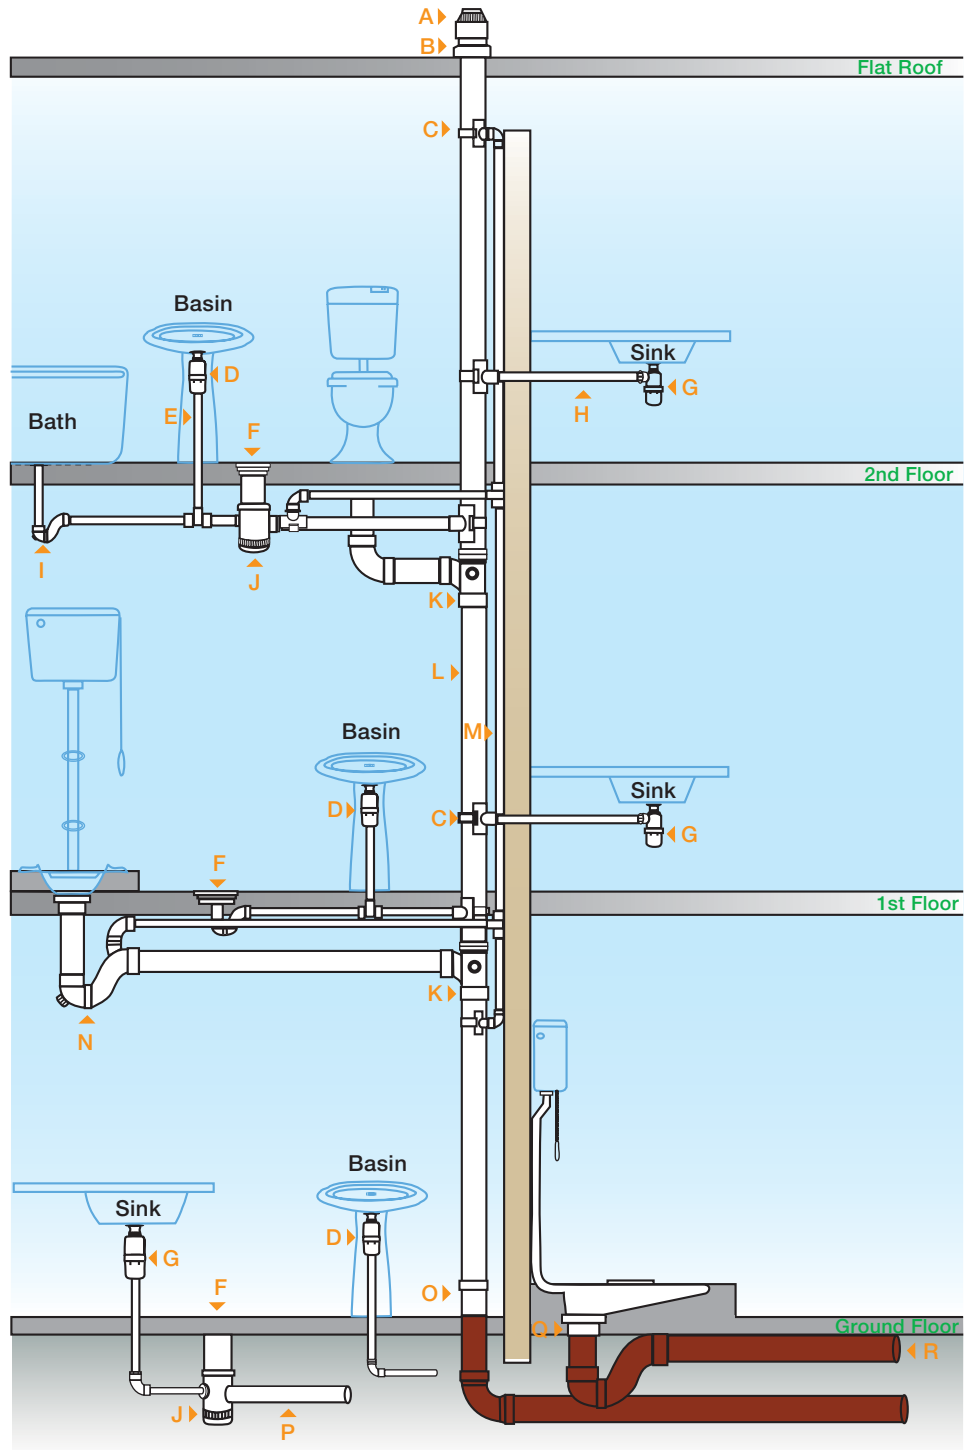 A
B
Flat Roof
C
Basin
Sink
D
G
Bath
E
H
F
2nd Floor
I
J
K
L
M
Basin
Sink
D
C
G
F
1st Floor
K
N
Basin
Sink
D
G
F
O
Q
Ground Floor
R
J
P